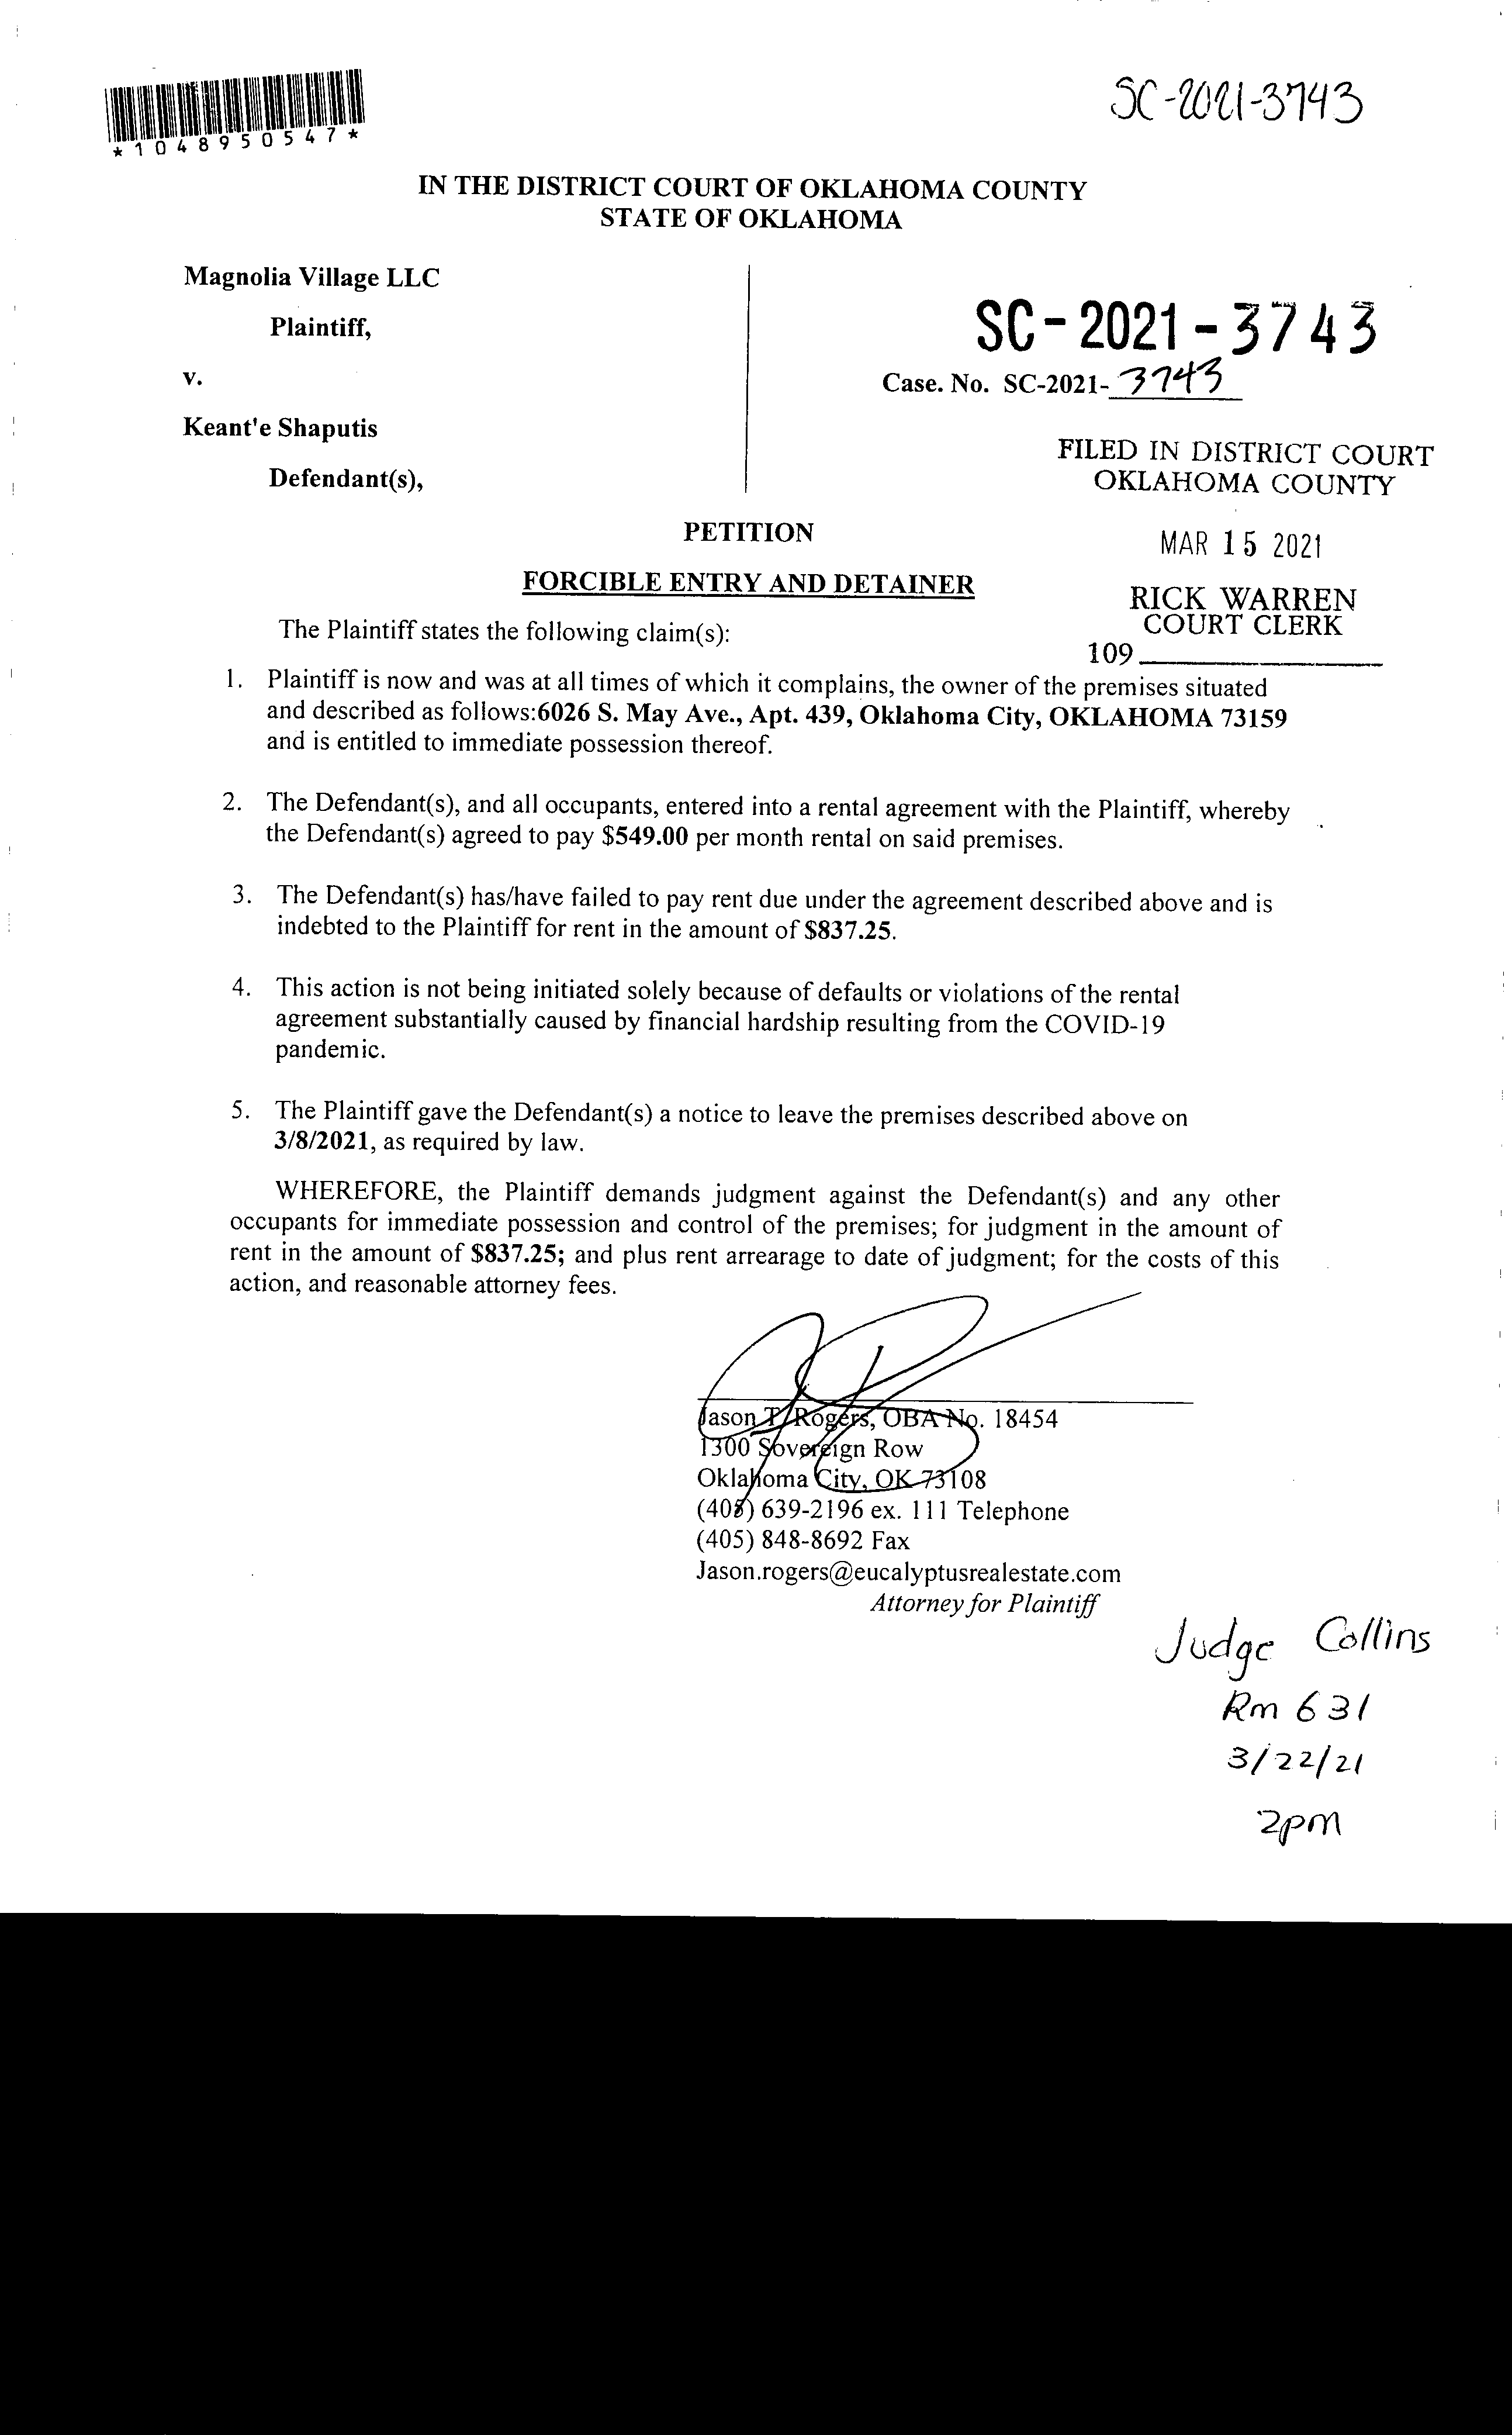 SC-2021-3743
*1048950547*
IN THE DISTRICT COURT OF OKLAHOMA COUNTY
STATE OF OKLAHOMA
Magnolia Village LLC
Plaintiff,
v.
Keant'e Shaputis
Defendant(s),
SC-2021-3743
Case. No. SC-2021-3743
FILED IN DISTRICT COURT
OKLAHOMA COUNTY
MAR 15 2021
RICK WARREN
COURT CLERK
109
PETITION
FORCIBLE ENTRY AND DETAINER
The Plaintiff states the following claim(s):
1. Plaintiff is now and was at all times of which it complains, the owner of the premises situated
and described as follows:6026 S. May Ave., Apt. 439, Oklahoma City, OKLAHOMA 73159
and is entitled to immediate possession thereof.
2. The Defendant(s), and all occupants, entered into a rental agreement with the Plaintiff, whereby
the Defendant(s) agreed to pay $549.00 per month rental on said premises.
3. The Defendant(s) has/have failed to pay rent due under the agreement described above and is
indebted to the Plaintiff for rent in the amount of $837.25.
4. This action is not being initiated solely because of defaults or violations of the rental
agreement substantially caused by financial hardship resulting from the COVID-19
pandemic.
5. The Plaintiff gave the Defendant(s) a notice to leave the premises described above on
3/8/2021, as required by law.
WHEREFORE, the Plaintiff demands judgment against the Defendant(s) and any other
occupants for immediate possession and control of the premises; for judgment in the amount of
rent in the amount of $837.25; and plus rent arrearage to date of judgment; for the costs of this
action, and reasonable attorney fees.
Jason T. Rogers, OBA No. 18454
1300 Sovereign Row
Oklahoma City, OK 73108
(405) 639-2196 ex. 111 Telephone
(405) 848-8692 Fax
Jason.rogers@eucalyptusrealestate.com
Attorney for Plaintiff
Judge Collins
Rm 631
3/22/21
2pm